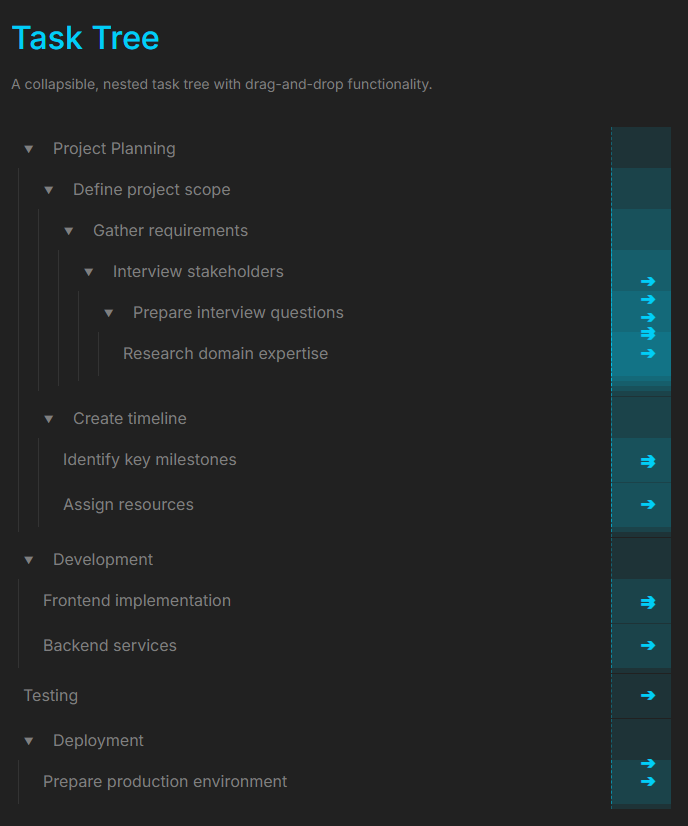 Task Tree
A collapsible, nested task tree with drag-and-drop functionality.
Project Planning
Define project scope
Gather requirements
Interview stakeholders
Prepare interview questions
Research domain expertise
Create timeline
Identify key milestones
Assign resources
Development
Frontend implementation
Backend services
Testing
Deployment
Prepare production environment